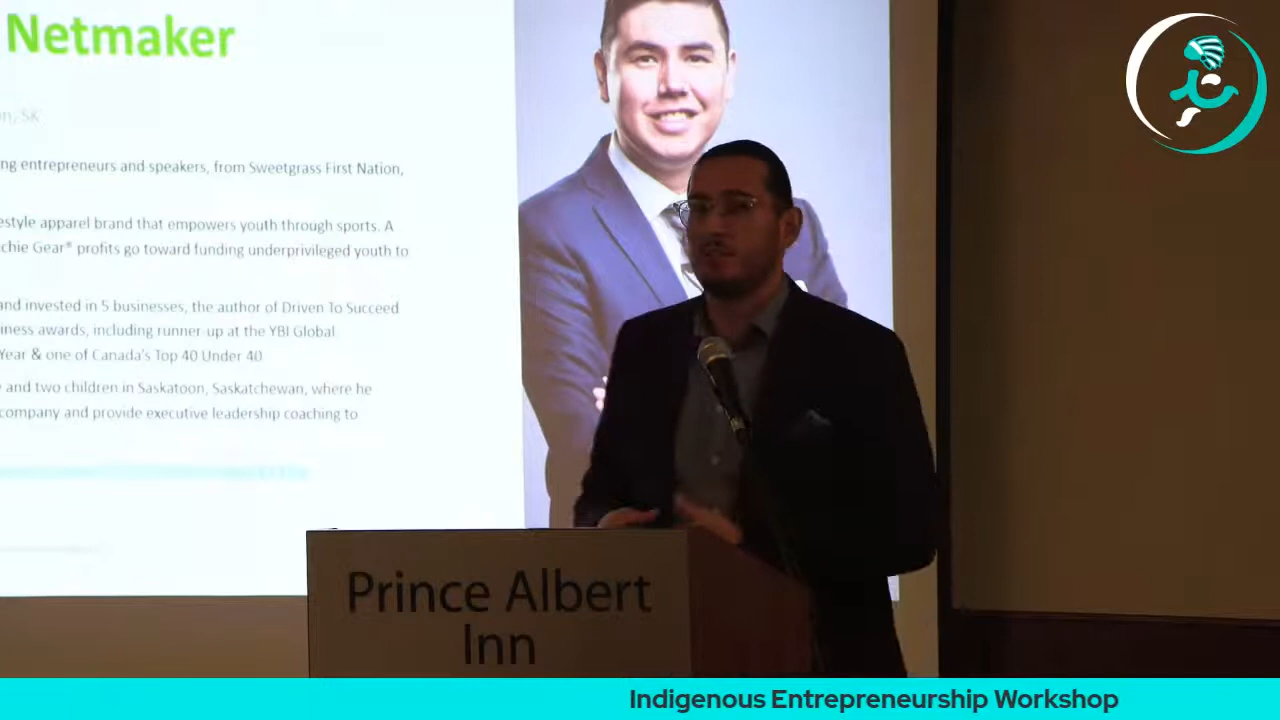 Netmaker
n, SK
ng entrepreneurs and speakers, from Sweetgrass First Nation,
estyle apparel brand that empowers youth through sports. A
chie Gear® profits go toward funding underprivileged youth to
and invested in 5 businesses, the author of Driven To Succeed
iness awards, including runner-up at the YBI Global
Year & one of Canada's Top 40 Under 40
and two children in Saskatoon, Saskatchewan, where he
company and provide executive leadership coaching to
Prince Albert
Inn
Indigenous Entrepreneurship Workshop